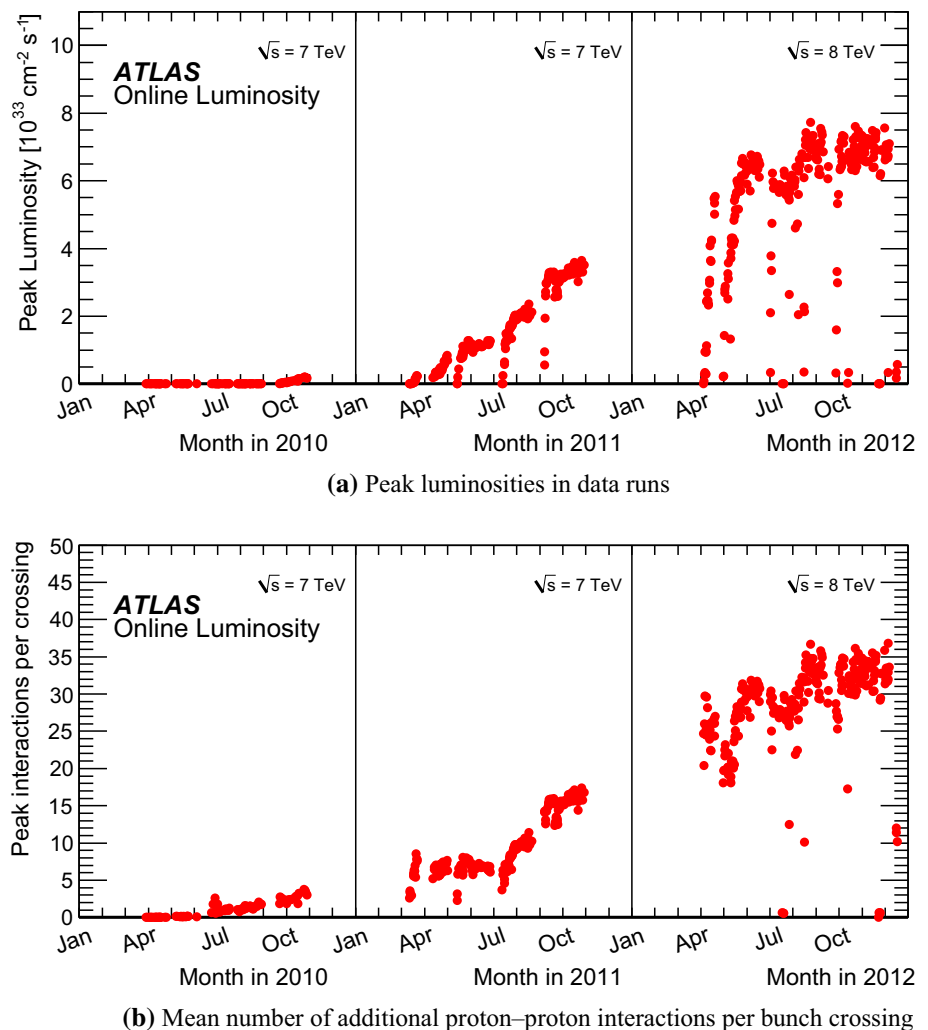 Peak Luminosity [10³³ cm⁻² s⁻¹]
10
8
6
4
2
0
√s = 7 TeV
√s = 7 TeV
√s = 8 TeV
ATLAS
Online Luminosity
Jan Apr Jul Oct Jan Apr Jul Oct Jan Apr Jul Oct
Month in 2010 Month in 2011 Month in 2012
(a) Peak luminosities in data runs
Peak interactions per crossing
50
45
40
35
30
25
20
15
10
5
0
√s = 7 TeV
√s = 7 TeV
√s = 8 TeV
ATLAS
Online Luminosity
Jan Apr Jul Oct Jan Apr Jul Oct Jan Apr Jul Oct
Month in 2010 Month in 2011 Month in 2012
(b) Mean number of additional proton–proton interactions per bunch crossing